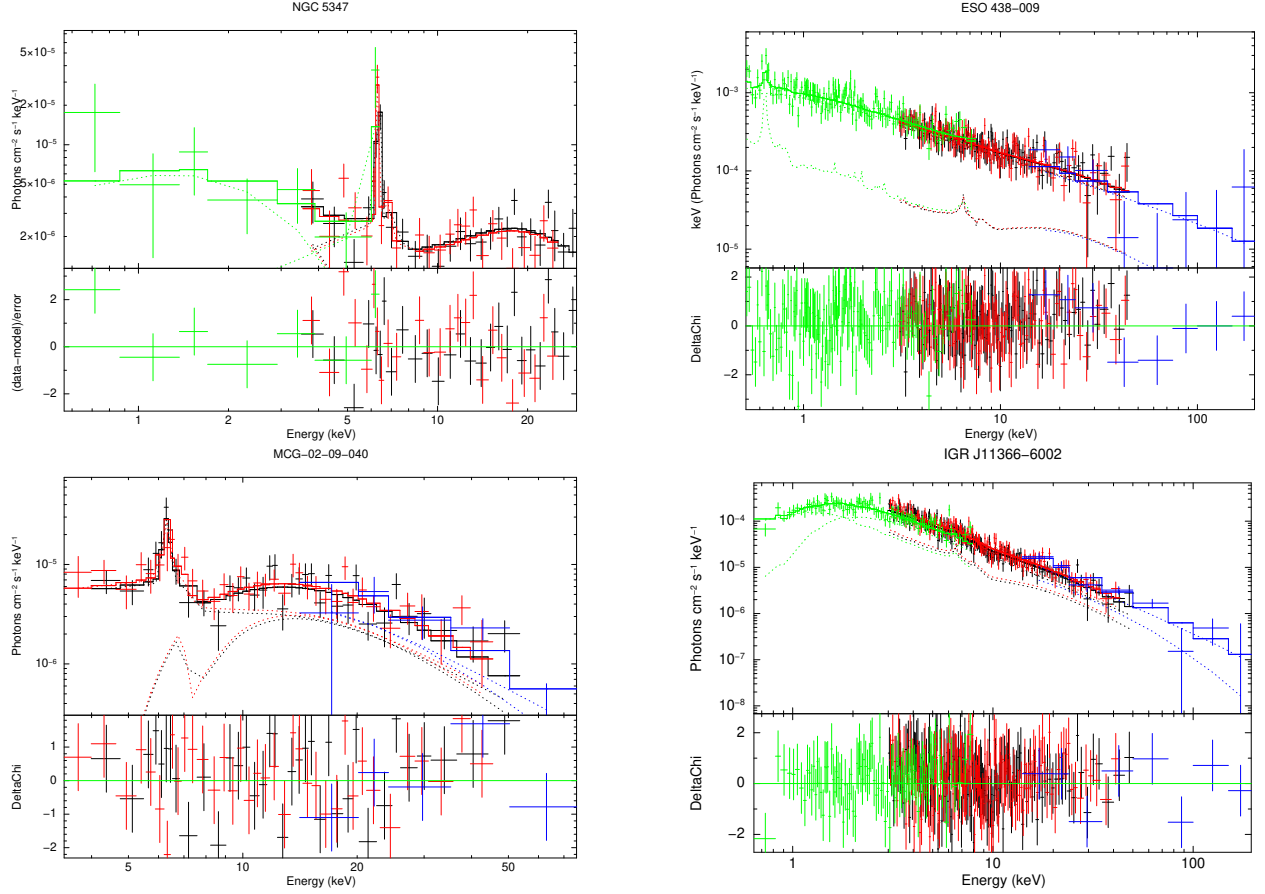 NGC 5347
5×10⁻⁵
2×10⁻⁵
10⁻⁵
5×10⁻⁶
2×10⁻⁶
Photons cm⁻² s⁻¹ keV⁻¹
2
0
−2
(data−model)/error
1 2 5 10 20
Energy (keV)
ESO 438−009
10⁻³
10⁻⁴
10⁻⁵
keV (Photons cm⁻² s⁻¹ keV⁻¹)
2
0
−2
DeltaChi
1 10 100
Energy (keV)
MCG−02−09−040
10⁻⁵
10⁻⁶
Photons cm⁻² s⁻¹ keV⁻¹
1
0
−1
−2
DeltaChi
5 10 20 50
Energy (keV)
IGR J11366−6002
10⁻⁴
10⁻⁵
10⁻⁶
10⁻⁷
10⁻⁸
Photons cm⁻² s⁻¹ keV⁻¹
2
0
−2
DeltaChi
1 10 100
Energy (keV)